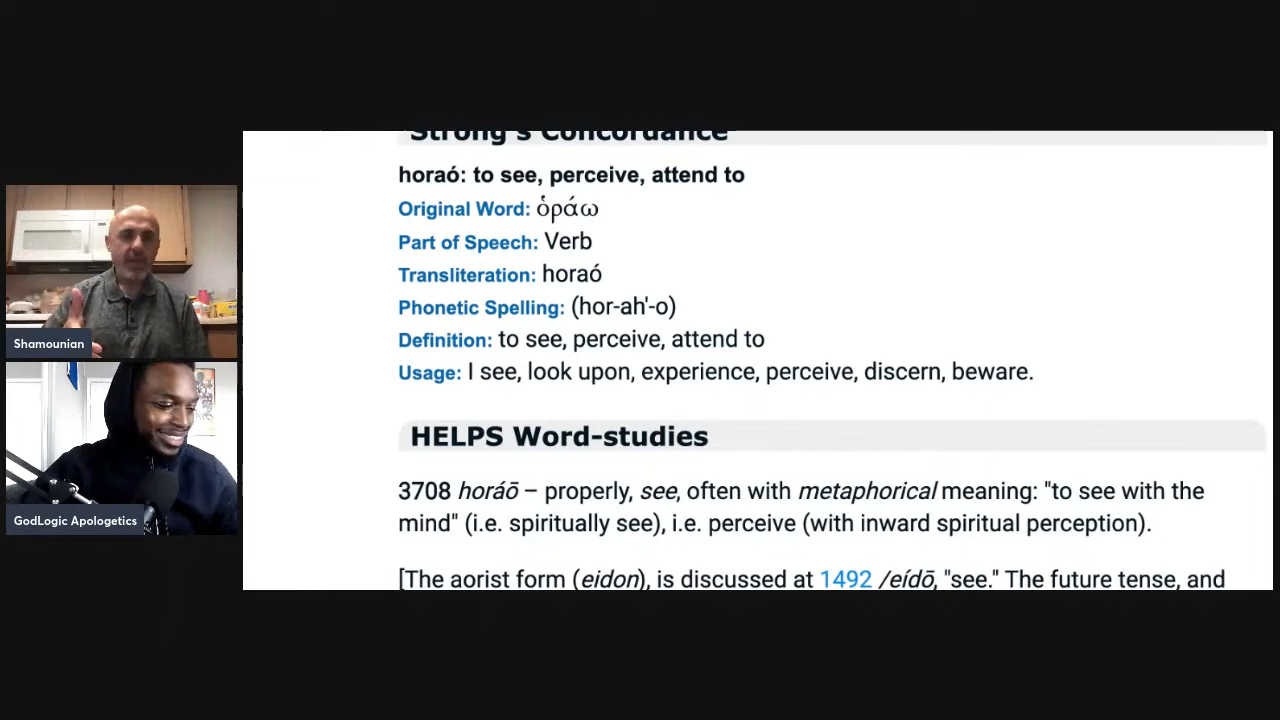 Strong's Concordance
horaó: to see, perceive, attend to
Original Word: ὁράω
Part of Speech: Verb
Transliteration: horaó
Phonetic Spelling: (hor-ah'-o)
Definition: to see, perceive, attend to
Usage: I see, look upon, experience, perceive, discern, beware.
HELPS Word-studies
3708 horáō – properly, see, often with metaphorical meaning: "to see with the
mind" (i.e. spiritually see), i.e. perceive (with inward spiritual perception).
[The aorist form (eidon), is discussed at 1492 /eídō, "see." The future tense, and
Shamounian
GodLogic Apologetics